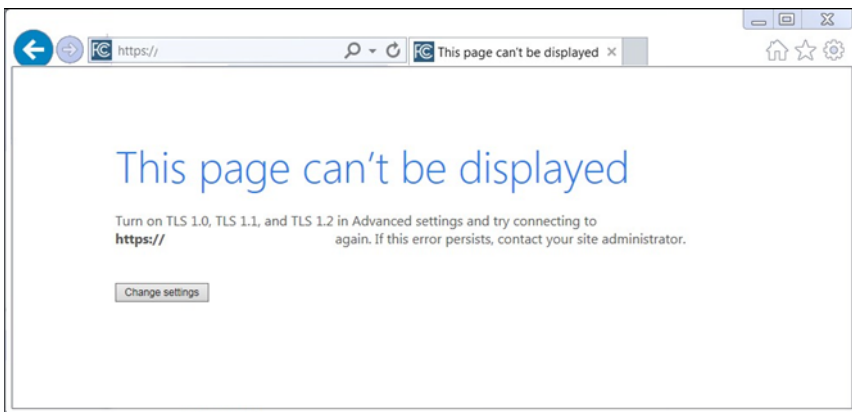 FC https://
FC This page can't be displayed ×
This page can't be displayed
Turn on TLS 1.0, TLS 1.1, and TLS 1.2 in Advanced settings and try connecting to
https:// again. If this error persists, contact your site administrator.
Change settings